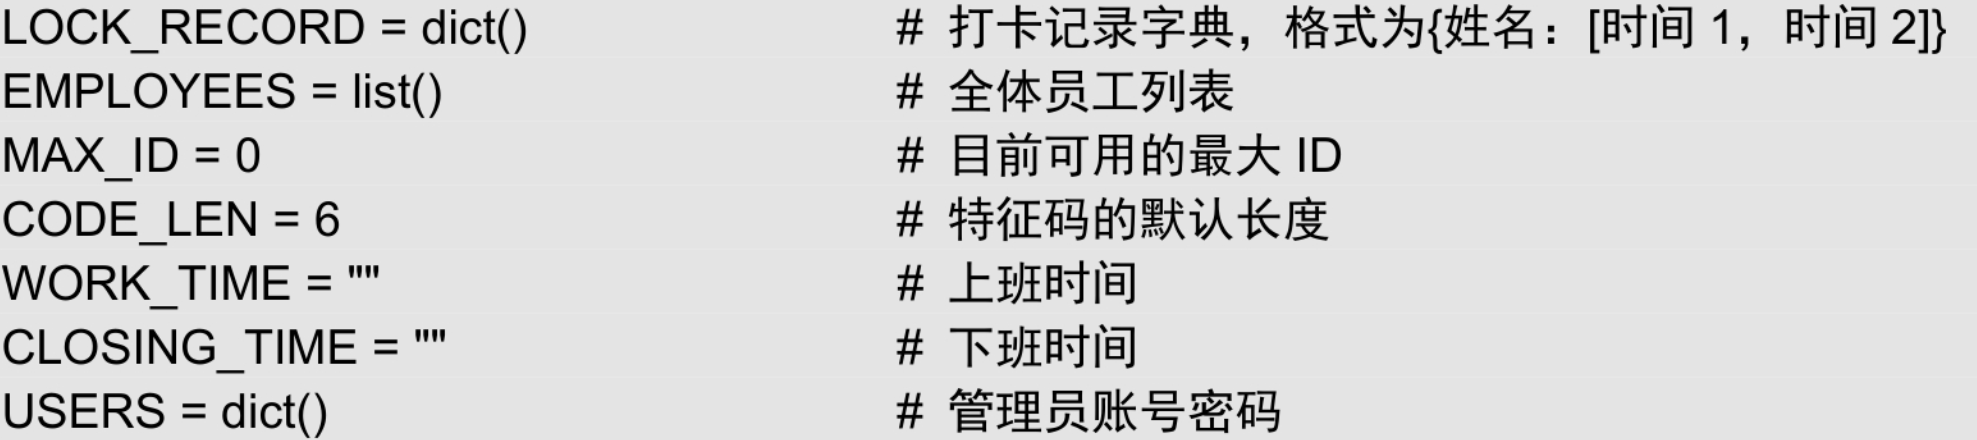 LOCK_RECORD = dict() # 打卡记录字典，格式为{姓名：[时间 1，时间 2]}
EMPLOYEES = list() # 全体员工列表
MAX_ID = 0 # 目前可用的最大 ID
CODE_LEN = 6 # 特征码的默认长度
WORK_TIME = "" # 上班时间
CLOSING_TIME = "" # 下班时间
USERS = dict() # 管理员账号密码